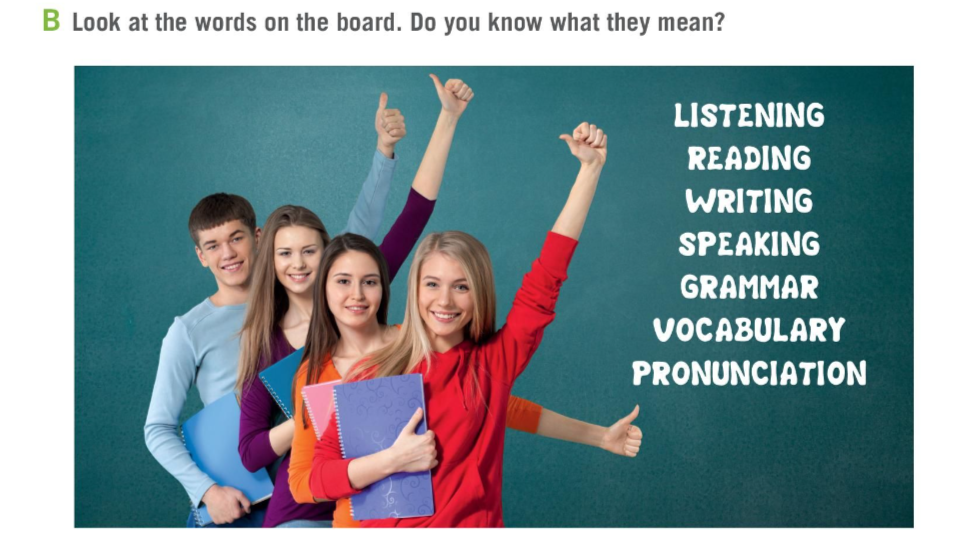 B Look at the words on the board. Do you know what they mean?
LISTENING
READING
WRITING
SPEAKING
GRAMMAR
VOCABULARY
PRONUNCIATION